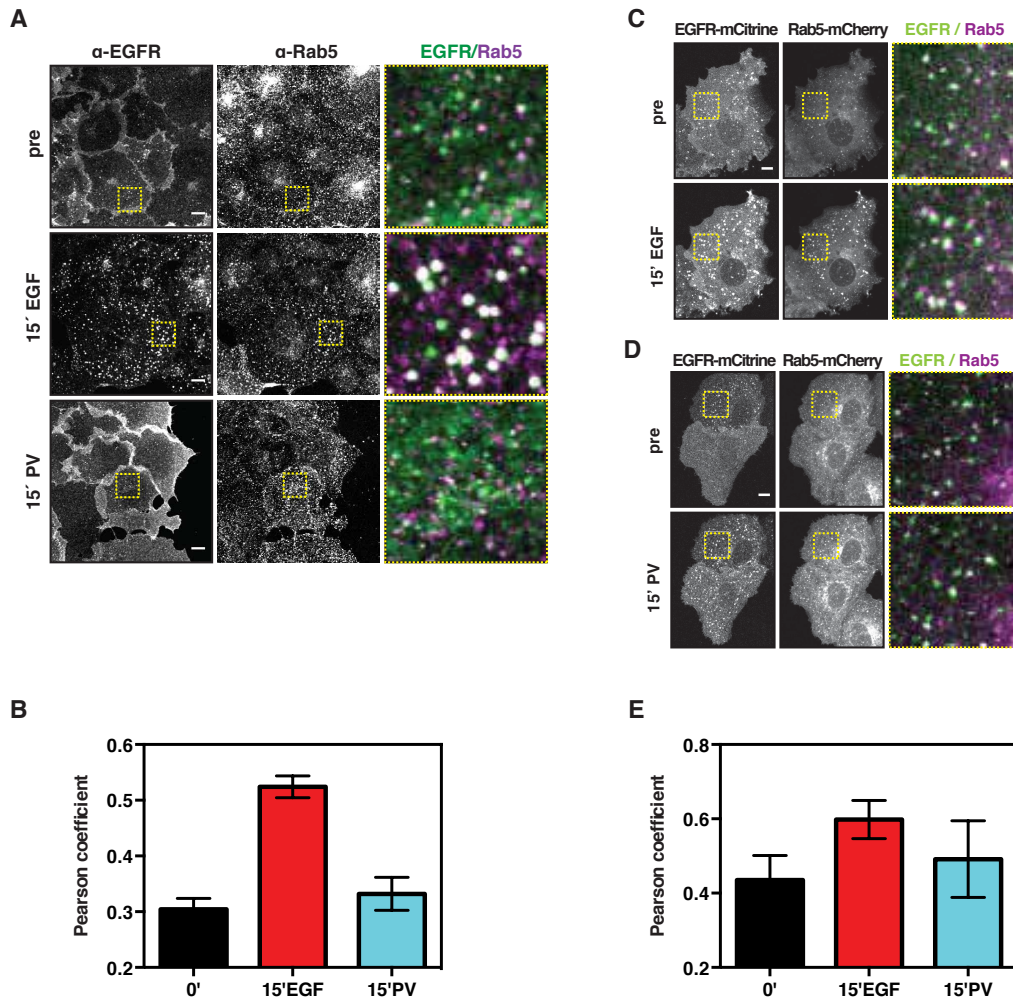 A
α-EGFR
α-Rab5
EGFR/Rab5
pre
15´ EGF
15´ PV
B
Pearson coefficient
0.6
0.5
0.4
0.3
0.2
0'
15'EGF
15'PV
C
EGFR-mCitrine
Rab5-mCherry
EGFR / Rab5
pre
15' EGF
D
EGFR-mCitrine
Rab5-mCherry
EGFR / Rab5
pre
15' PV
E
Pearson coefficient
0.8
0.6
0.4
0.2
0'
15'EGF
15'PV